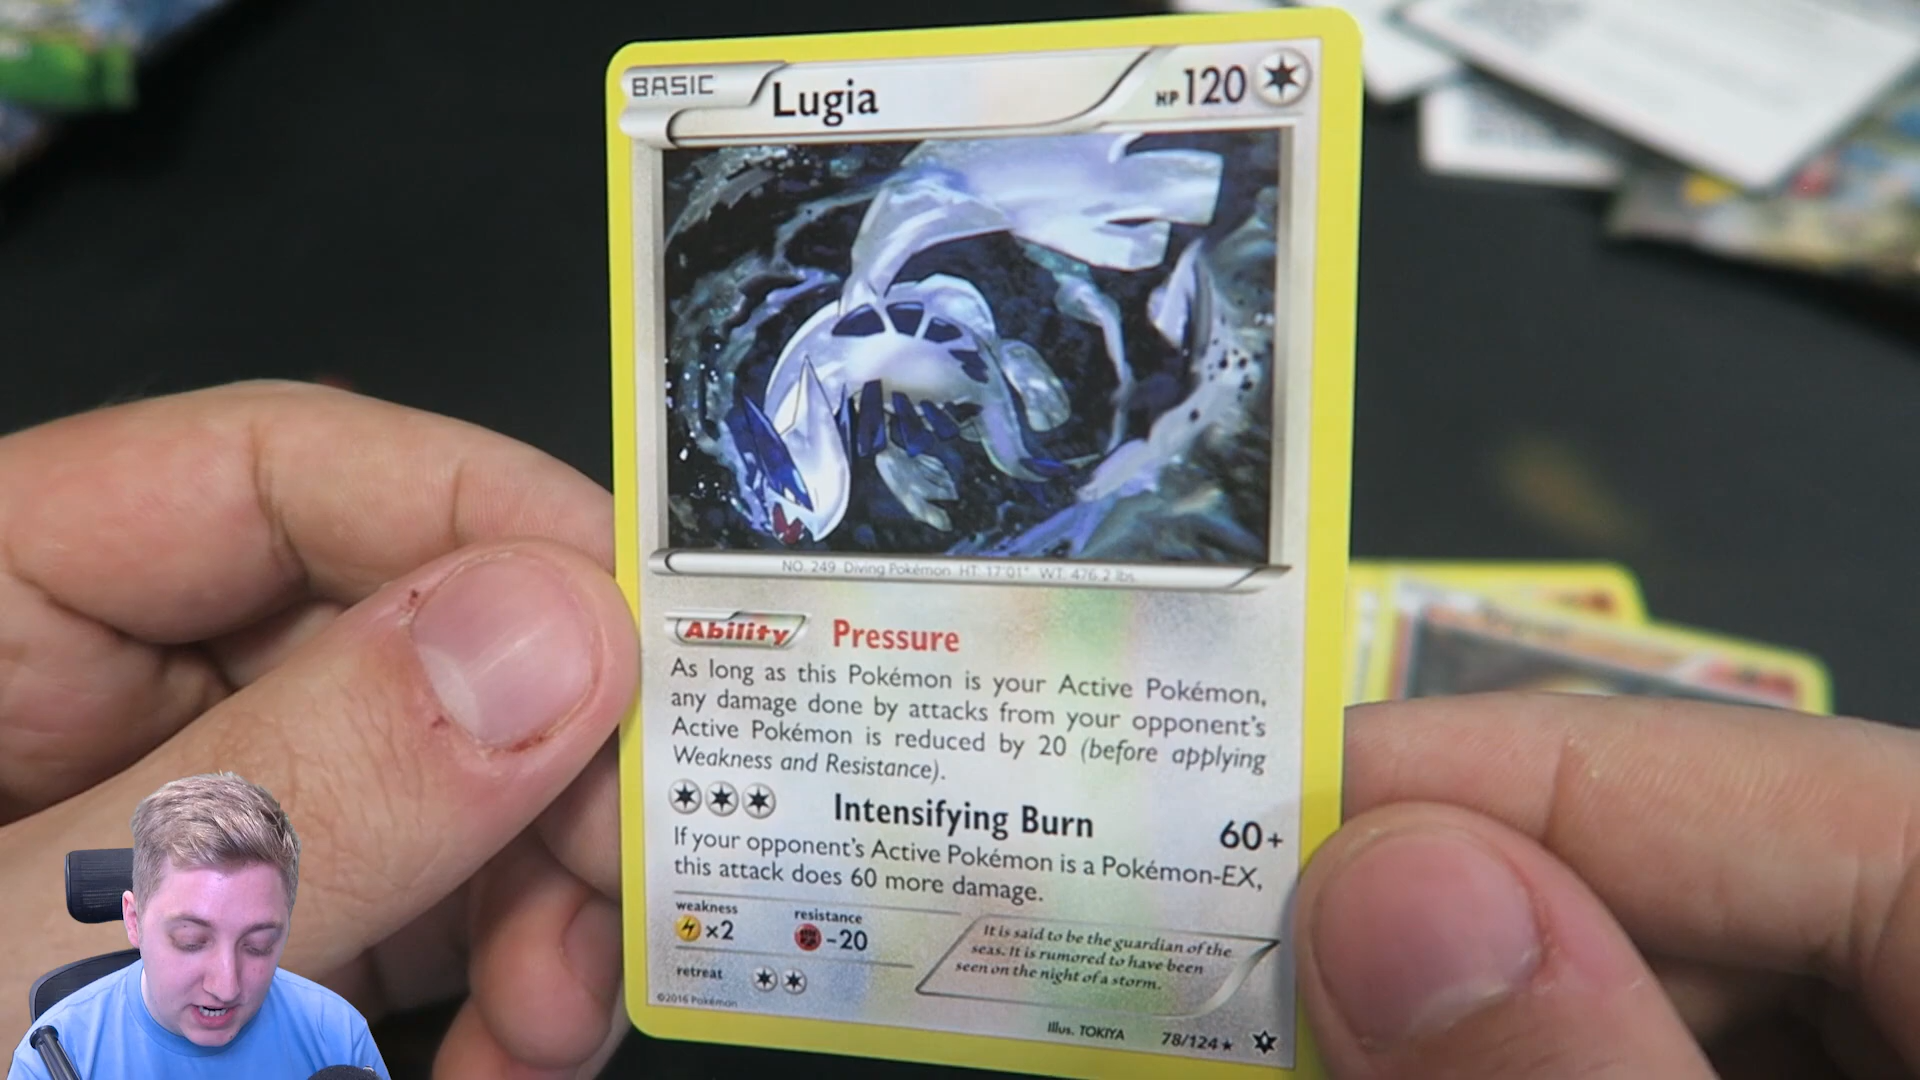 BASIC Lugia HP 120
NO. 249 Diving Pokémon HT: 17'01" WT: 476.2 lbs.
Ability Pressure
As long as this Pokémon is your Active Pokémon,
any damage done by attacks from your opponent's
Active Pokémon is reduced by 20 (before applying
Weakness and Resistance).
Intensifying Burn 60+
If your opponent's Active Pokémon is a Pokémon-EX,
this attack does 60 more damage.
weakness
×2
resistance
-20
retreat
It is said to be the guardian of the
seas. It is rumored to have been
seen on the night of a storm.
©2016 Pokémon
Illus. TOKIYA 78/124★